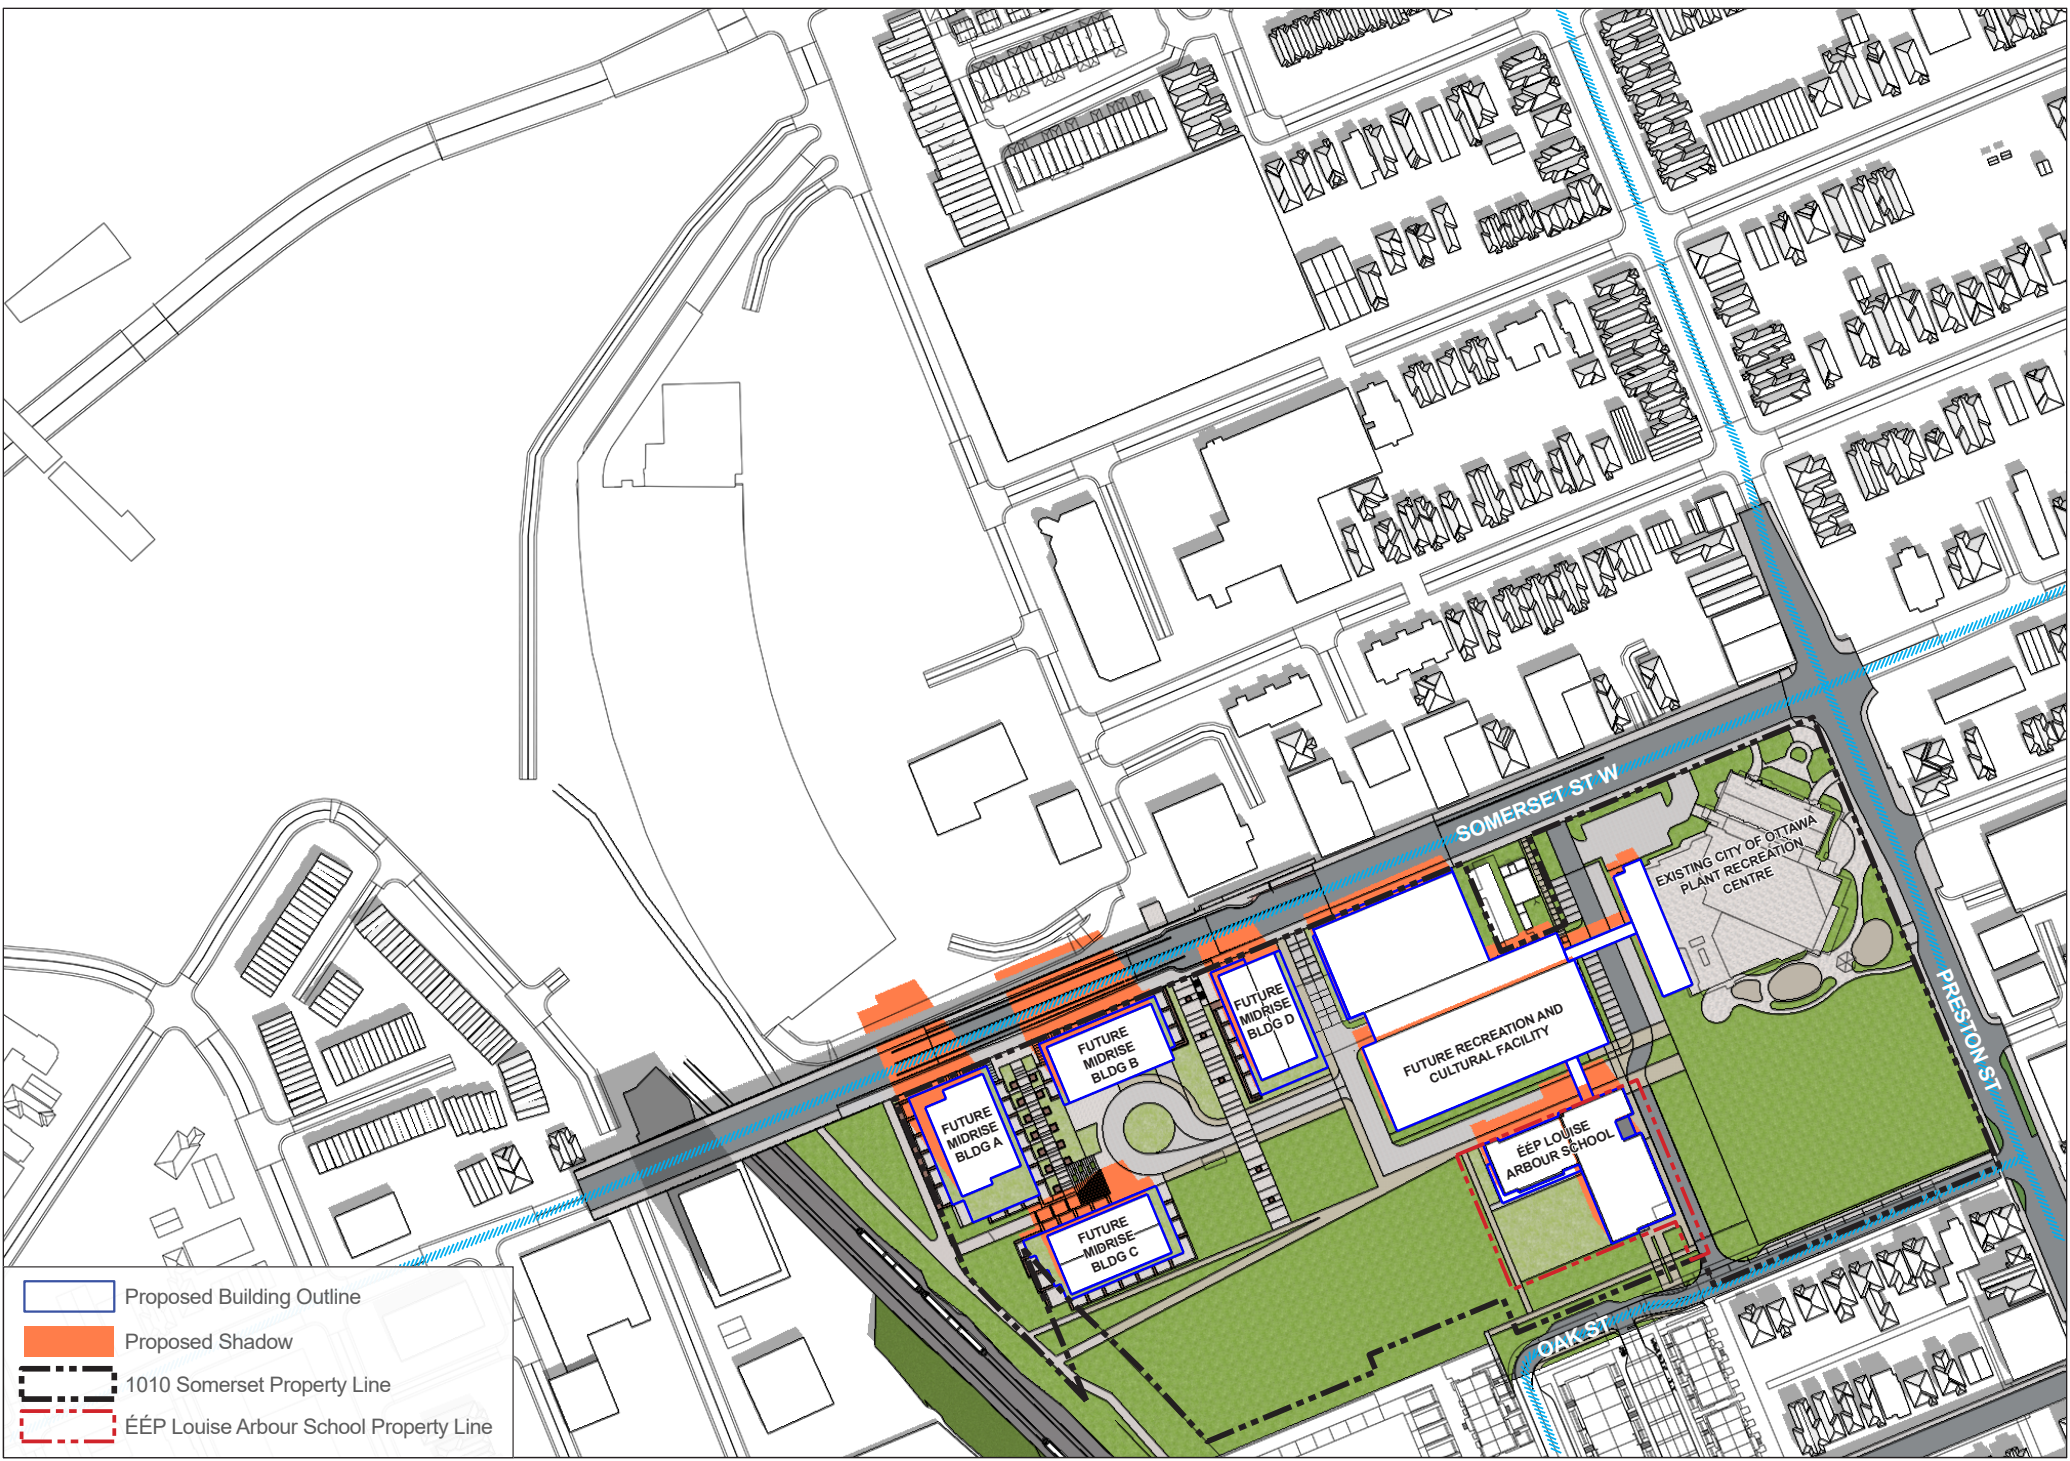 SOMERSET ST W
EXISTING CITY OF OTTAWA
PLANT RECREATION
CENTRE
PRESTON ST
FUTURE
MIDRISE
BLDG D
FUTURE
MIDRISE
BLDG B
FUTURE RECREATION AND
CULTURAL FACILITY
FUTURE
MIDRISE
BLDG A
ÉÉP LOUISE
ARBOUR SCHOOL
FUTURE
MIDRISE
BLDG C
OAK ST
Proposed Building Outline
Proposed Shadow
1010 Somerset Property Line
ÉÉP Louise Arbour School Property Line